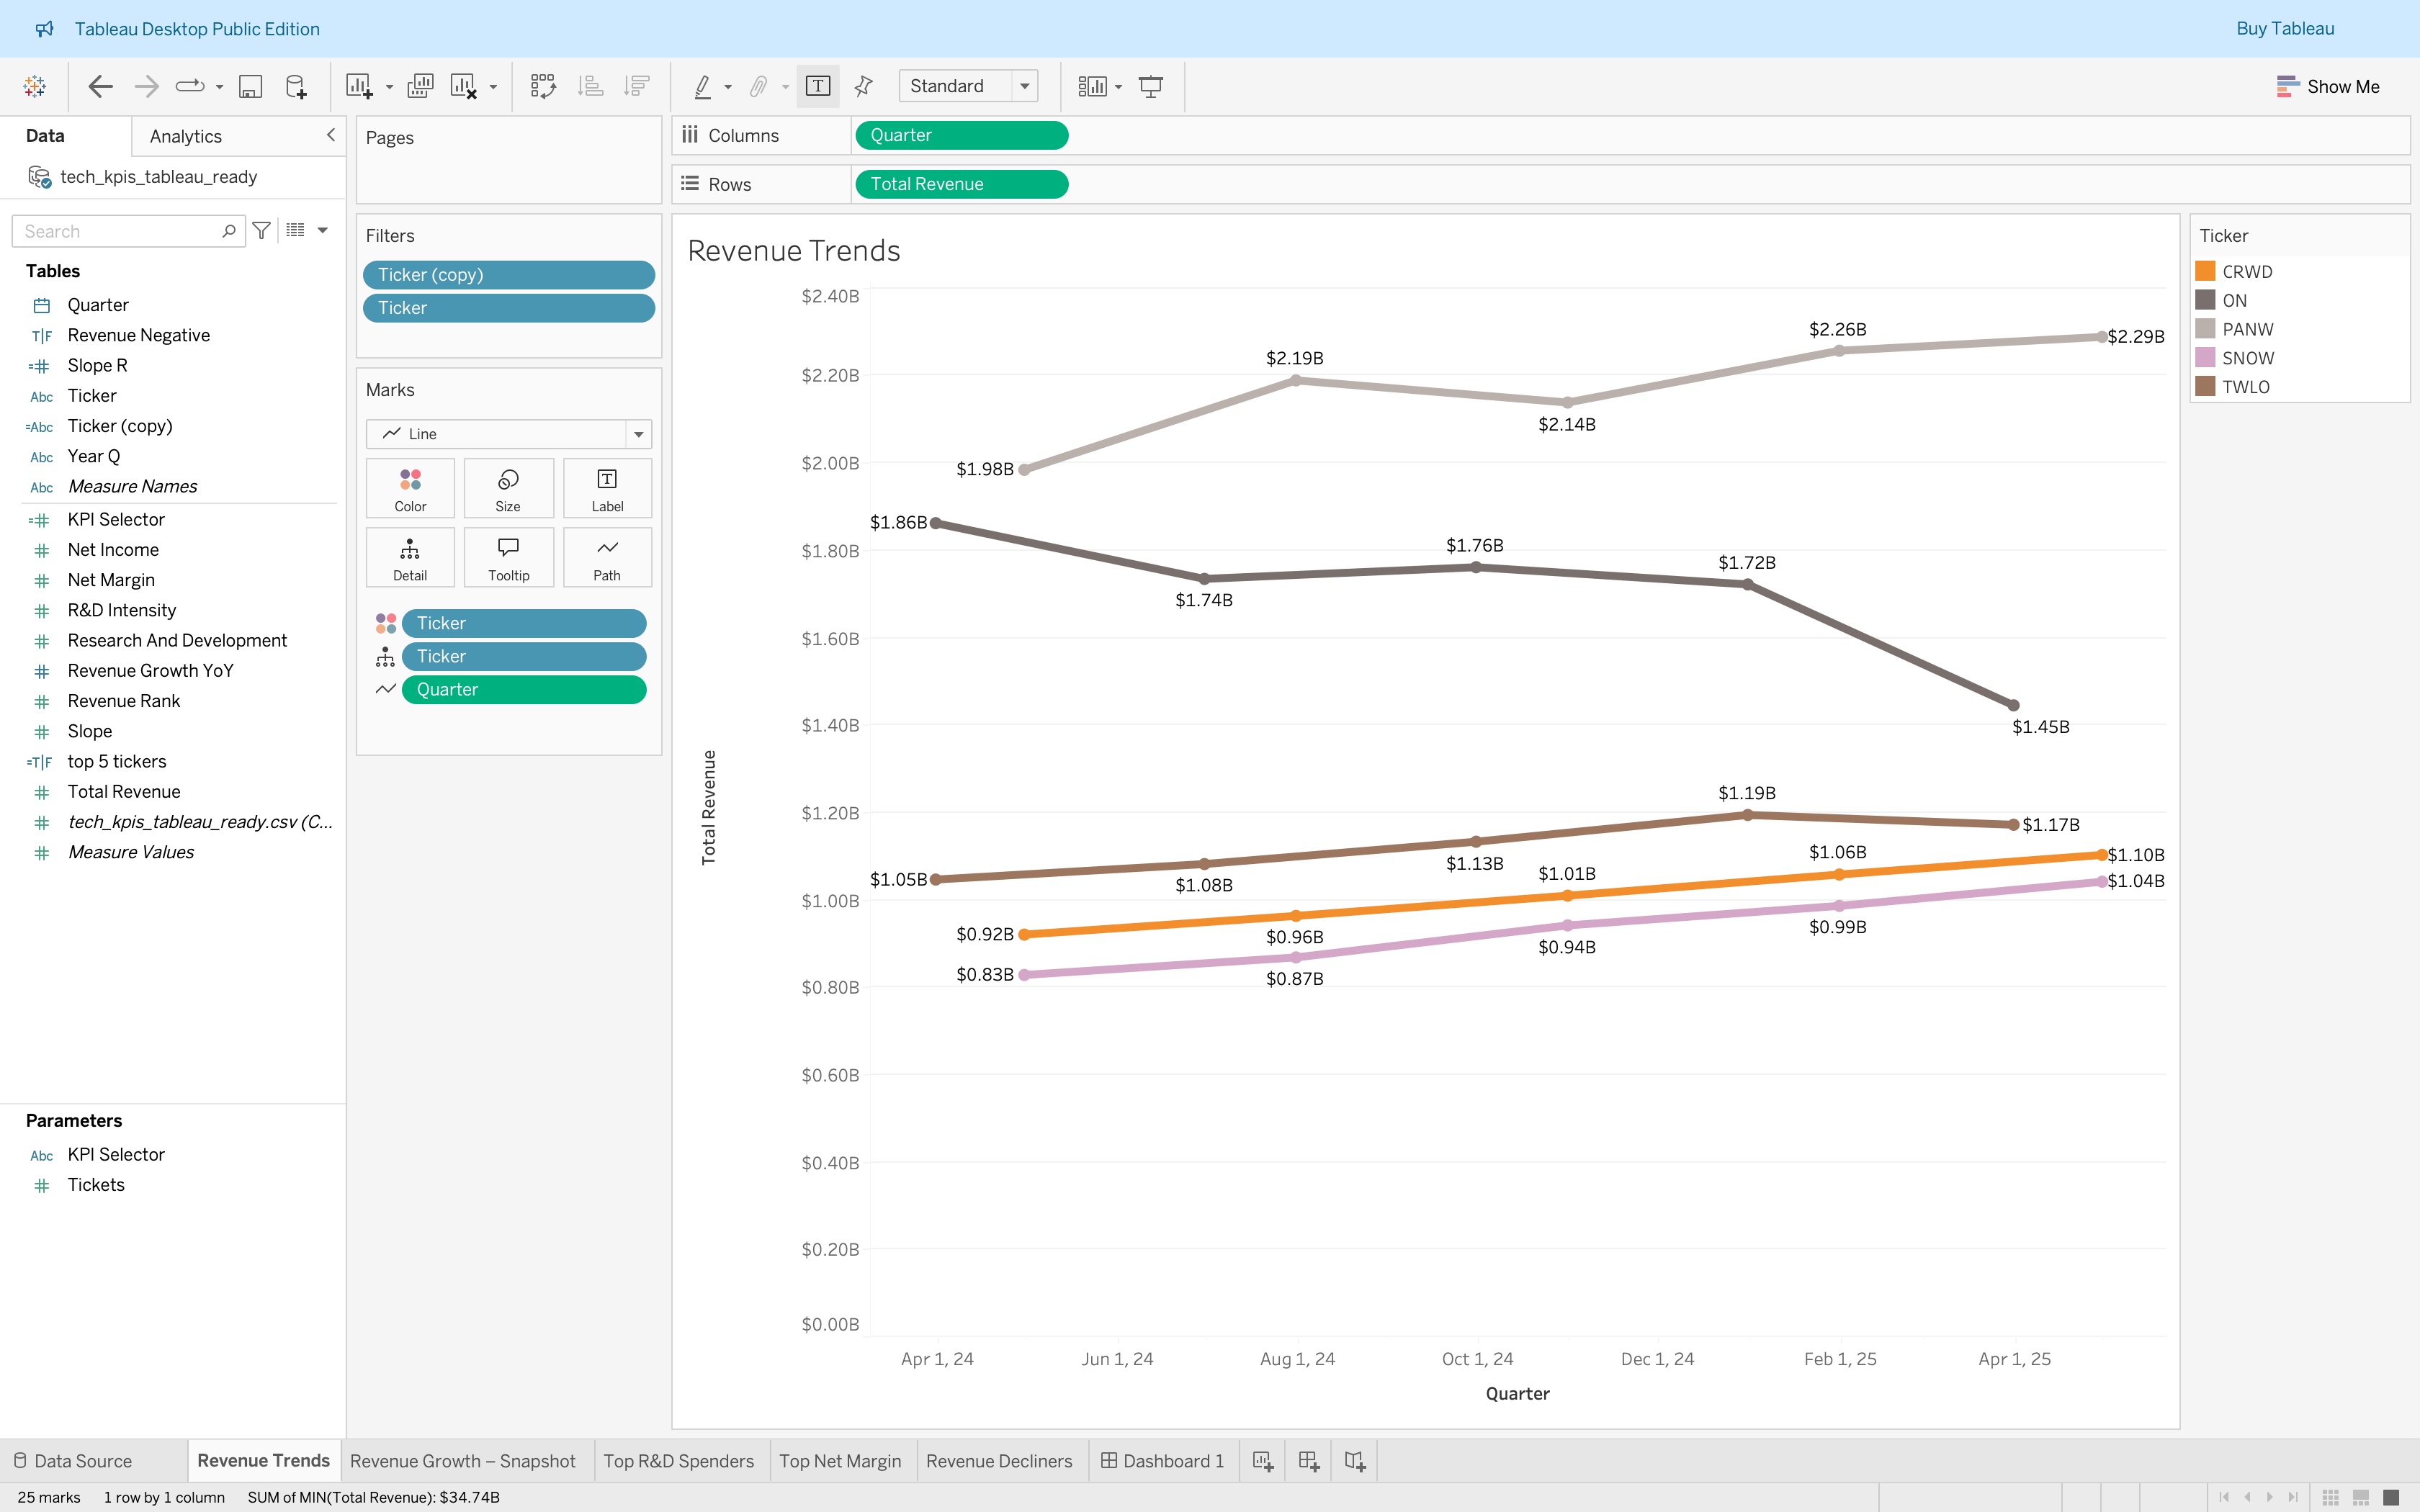 Tableau Desktop Public Edition
Buy Tableau
Standard
Show Me
Data
Analytics
tech_kpis_tableau_ready
Search
Tables
Quarter
Revenue Negative
Slope R
Ticker
Ticker (copy)
Year Q
Measure Names
KPI Selector
Net Income
Net Margin
R&D Intensity
Research And Development
Revenue Growth YoY
Revenue Rank
Slope
top 5 tickers
Total Revenue
tech_kpis_tableau_ready.csv (C...
Measure Values
Parameters
KPI Selector
Tickets
Pages
Filters
Ticker (copy)
Ticker
Marks
Line
Color
Size
Label
Detail
Tooltip
Path
Ticker
Ticker
Quarter
Columns
Quarter
Rows
Total Revenue
Revenue Trends
$2.40B
$2.20B
$2.00B
$1.80B
$1.60B
$1.40B
$1.20B
$1.00B
$0.80B
$0.60B
$0.40B
$0.20B
$0.00B
Total Revenue
$1.98B
$2.19B
$2.14B
$2.26B
$2.29B
$1.86B
$1.74B
$1.76B
$1.72B
$1.45B
$1.05B
$1.08B
$1.13B
$1.19B
$1.17B
$0.92B
$0.96B
$1.01B
$1.06B
$1.10B
$0.83B
$0.87B
$0.94B
$0.99B
$1.04B
Apr 1, 24
Jun 1, 24
Aug 1, 24
Oct 1, 24
Dec 1, 24
Feb 1, 25
Apr 1, 25
Quarter
Ticker
CRWD
ON
PANW
SNOW
TWLO
Data Source
Revenue Trends
Revenue Growth – Snapshot
Top R&D Spenders
Top Net Margin
Revenue Decliners
Dashboard 1
25 marks
1 row by 1 column
SUM of MIN(Total Revenue): $34.74B